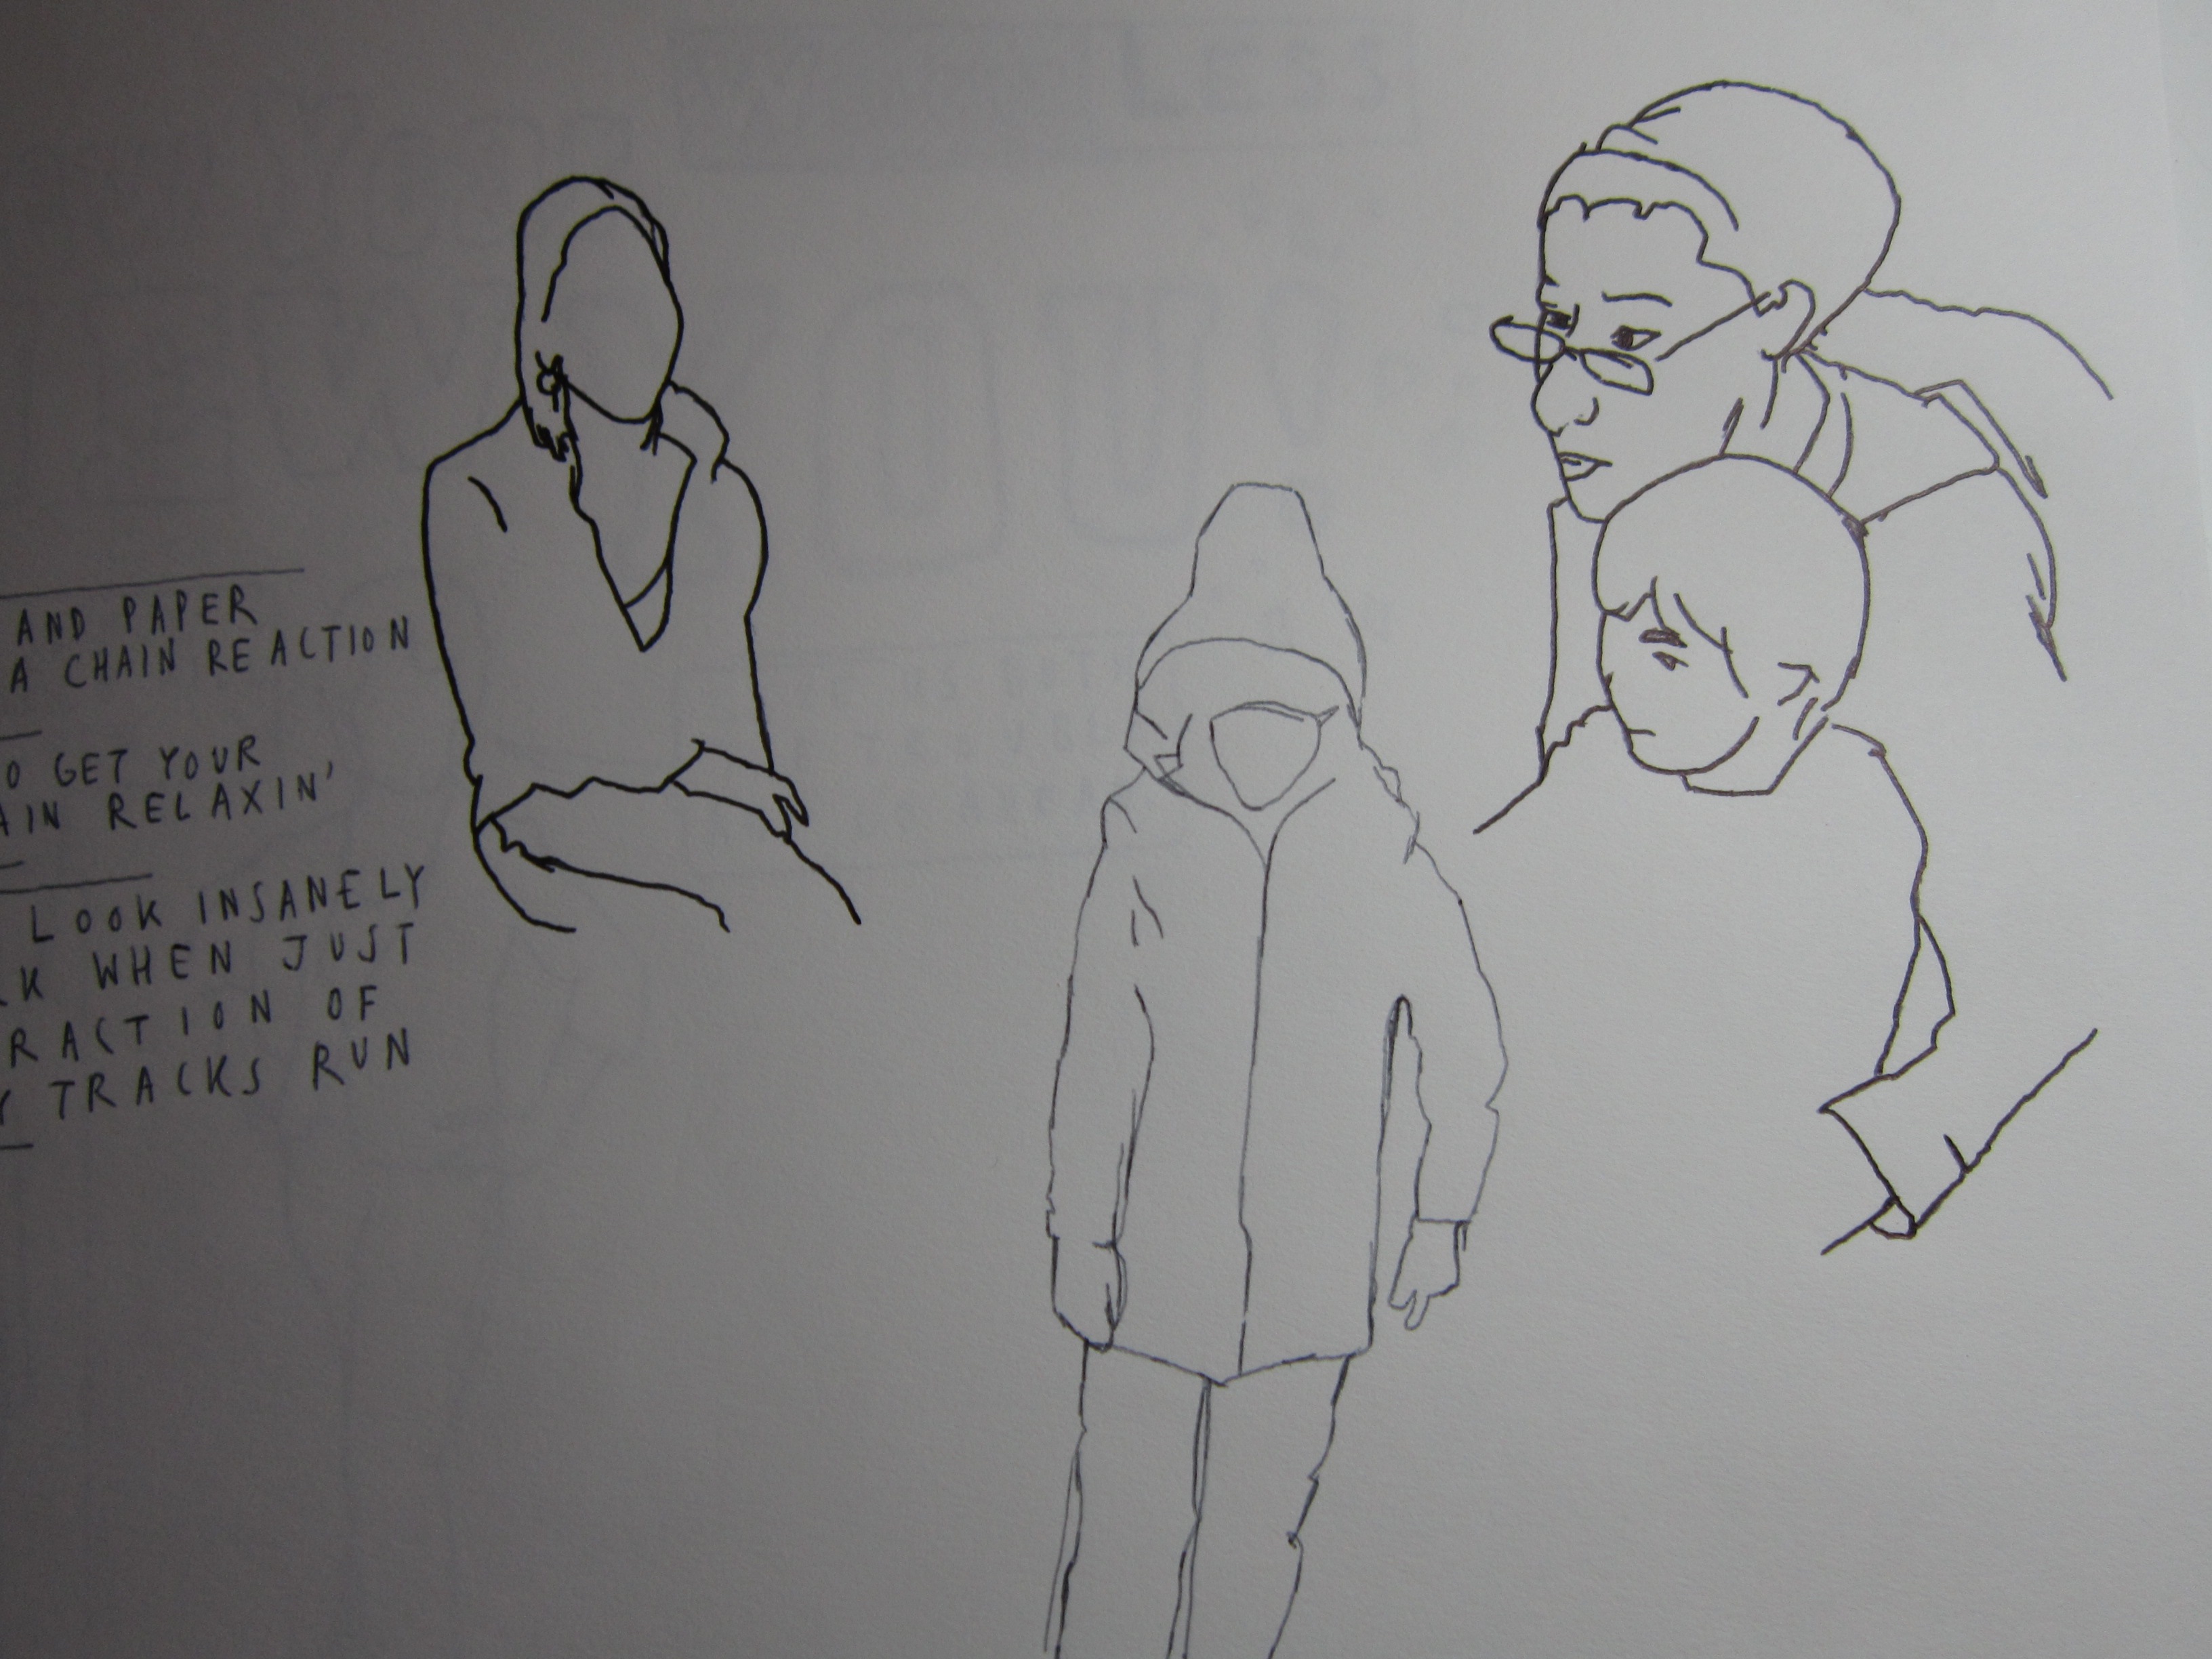 AND PAPER
A CHAIN REACTION
O GET YOUR
AIN RELAXIN'
LOOK INSANELY
K WHEN JUST
RACTION OF
Y TRACKS RUN